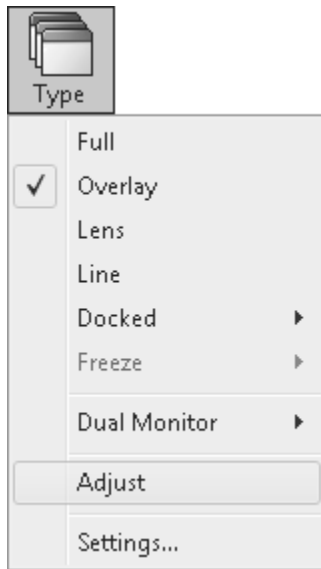 Type
Full
Overlay
Lens
Line
Docked
Freeze
Dual Monitor
Adjust
Settings...